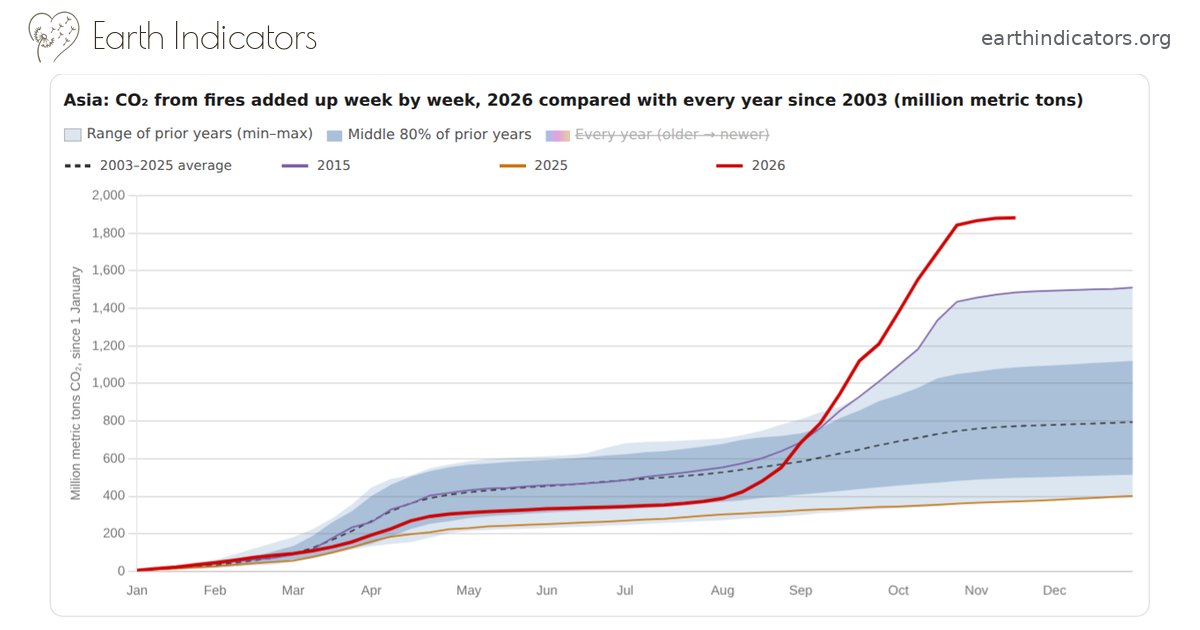 Earth Indicators
earthindicators.org
Asia: CO₂ from fires added up week by week, 2026 compared with every year since 2003 (million metric tons)
Range of prior years (min–max) Middle 80% of prior years Every year (older → newer)
2003–2025 average 2015 2025 2026
Million metric tons CO₂, since 1 January
2,000
1,800
1,600
1,400
1,200
1,000
800
600
400
200
0
Jan Feb Mar Apr May Jun Jul Aug Sep Oct Nov Dec